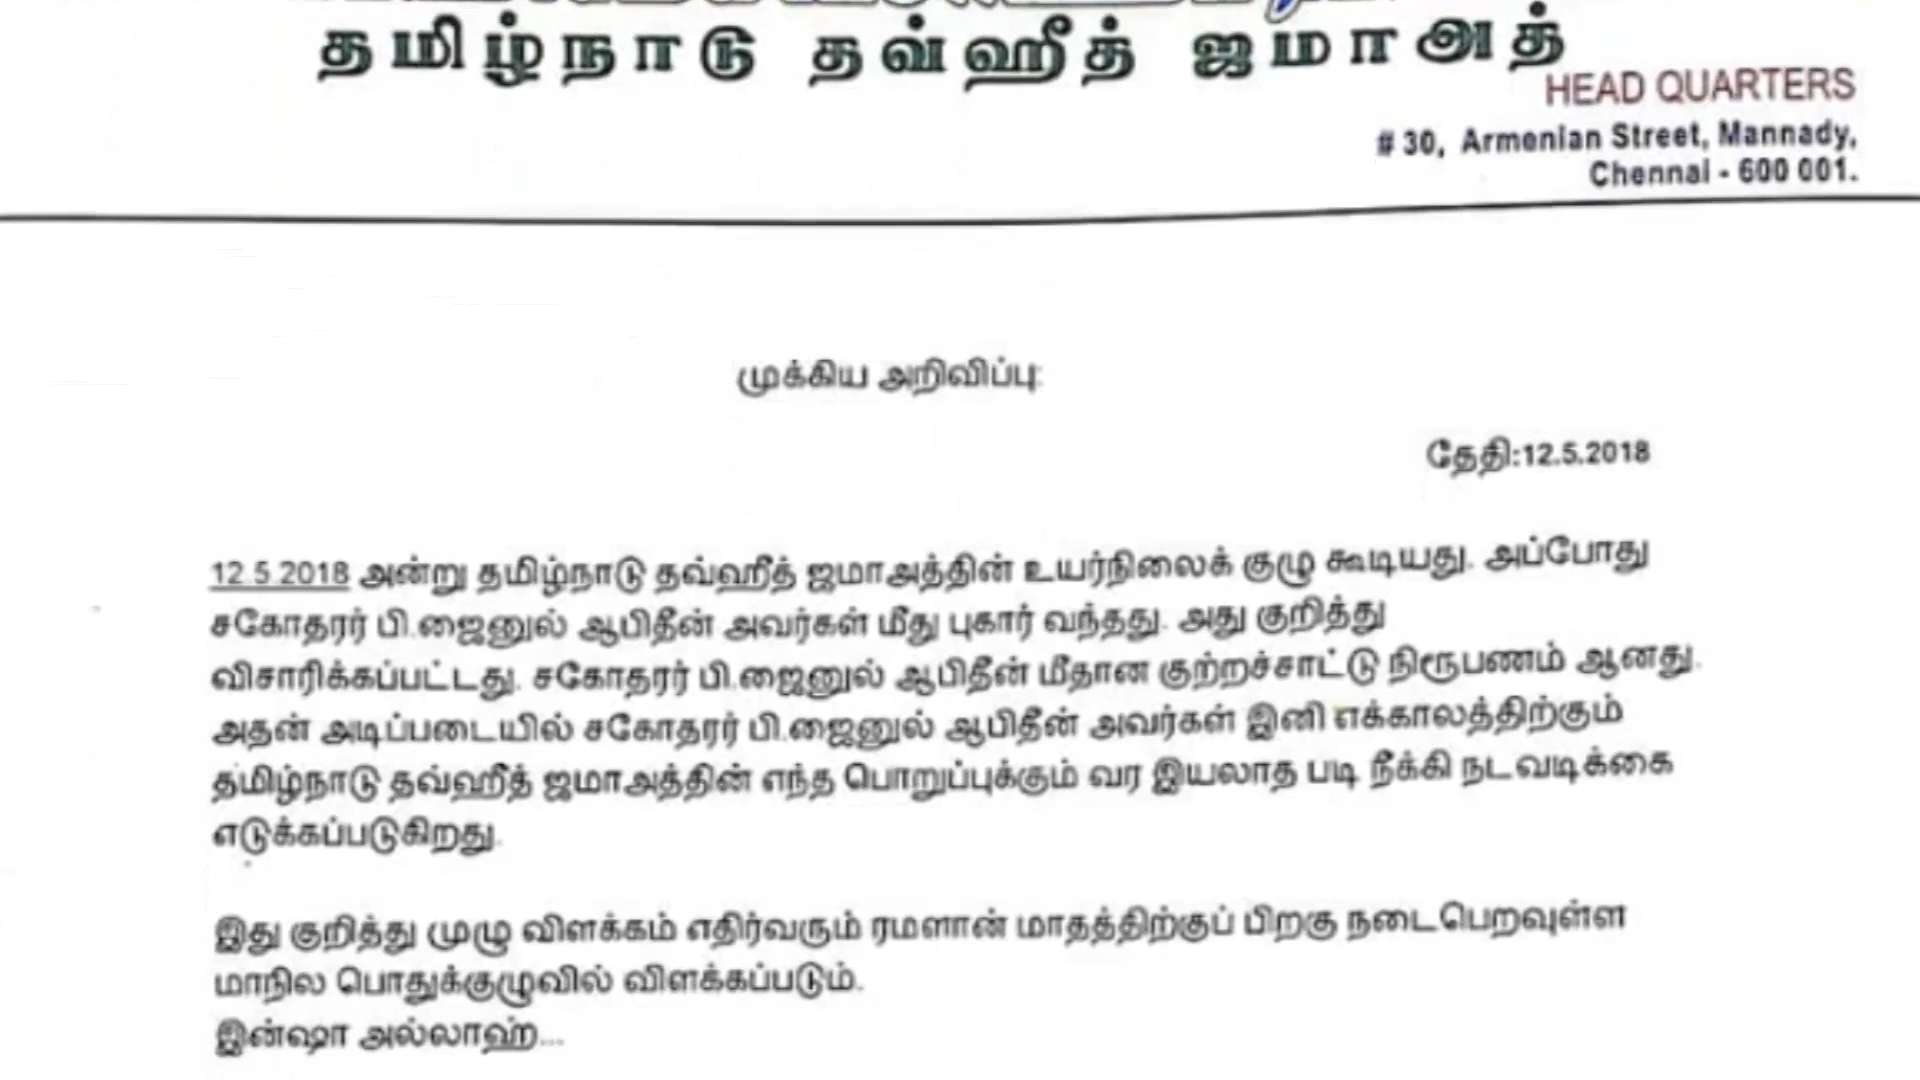 தமிழ்நாடு தவ்ஹீத் ஜமாஅத்
HEAD QUARTERS
# 30, Armenian Street, Mannady,
Chennai - 600 001.
முக்கிய அறிவிப்பு:
தேதி:12.5.2018
12.5.2018 அன்று தமிழ்நாடு தவ்ஹீத் ஜமாஅத்தின் உயர்நிலைக் குழு கூடியது. அப்போது
சகோதரர் பி.ஜைனுல் ஆபிதீன் அவர்கள் மீது புகார் வந்தது. அது குறித்து
விசாரிக்கப்பட்டது. சகோதரர் பி.ஜைனுல் ஆபிதீன் மீதான குற்றச்சாட்டு நிரூபணம் ஆனது.
அதன் அடிப்படையில் சகோதரர் பி.ஜைனுல் ஆபிதீன் அவர்கள் இனி எக்காலத்திற்கும்
தமிழ்நாடு தவ்ஹீத் ஜமாஅத்தின் எந்த பொறுப்புக்கும் வர இயலாத படி நீக்கி நடவடிக்கை
எடுக்கப்படுகிறது.
இது குறித்து முழு விளக்கம் எதிர்வரும் ரமளான் மாதத்திற்குப் பிறகு நடைபெறவுள்ள
மாநில பொதுக்குழுவில் விளக்கப்படும்.
இன்ஷா அல்லாஹ்...